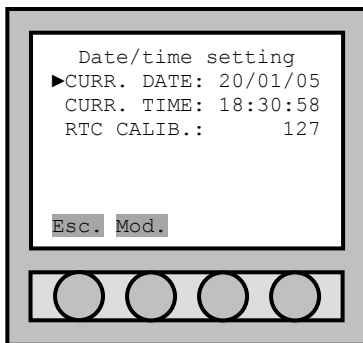 Date/time setting
►CURR. DATE: 20/01/05
CURR. TIME: 18:30:58
RTC CALIB.: 127
Esc. Mod.